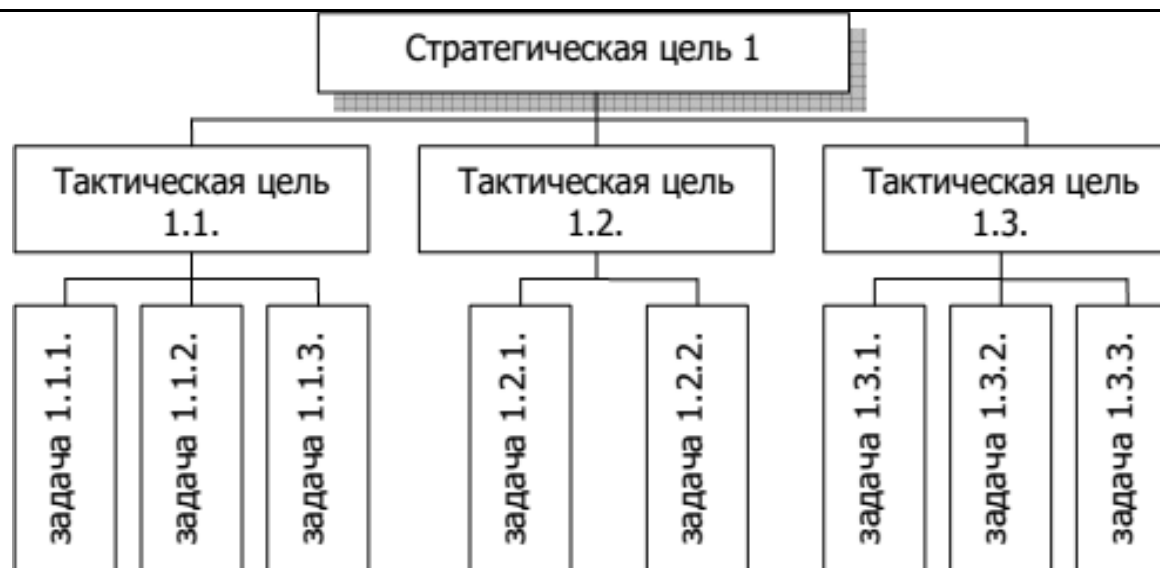 Стратегическая цель 1
Тактическая цель
1.1.
Тактическая цель
1.2.
Тактическая цель
1.3.
задача 1.1.1.
задача 1.1.2.
задача 1.1.3.
задача 1.2.1.
задача 1.2.2.
задача 1.3.1.
задача 1.3.2.
задача 1.3.3.